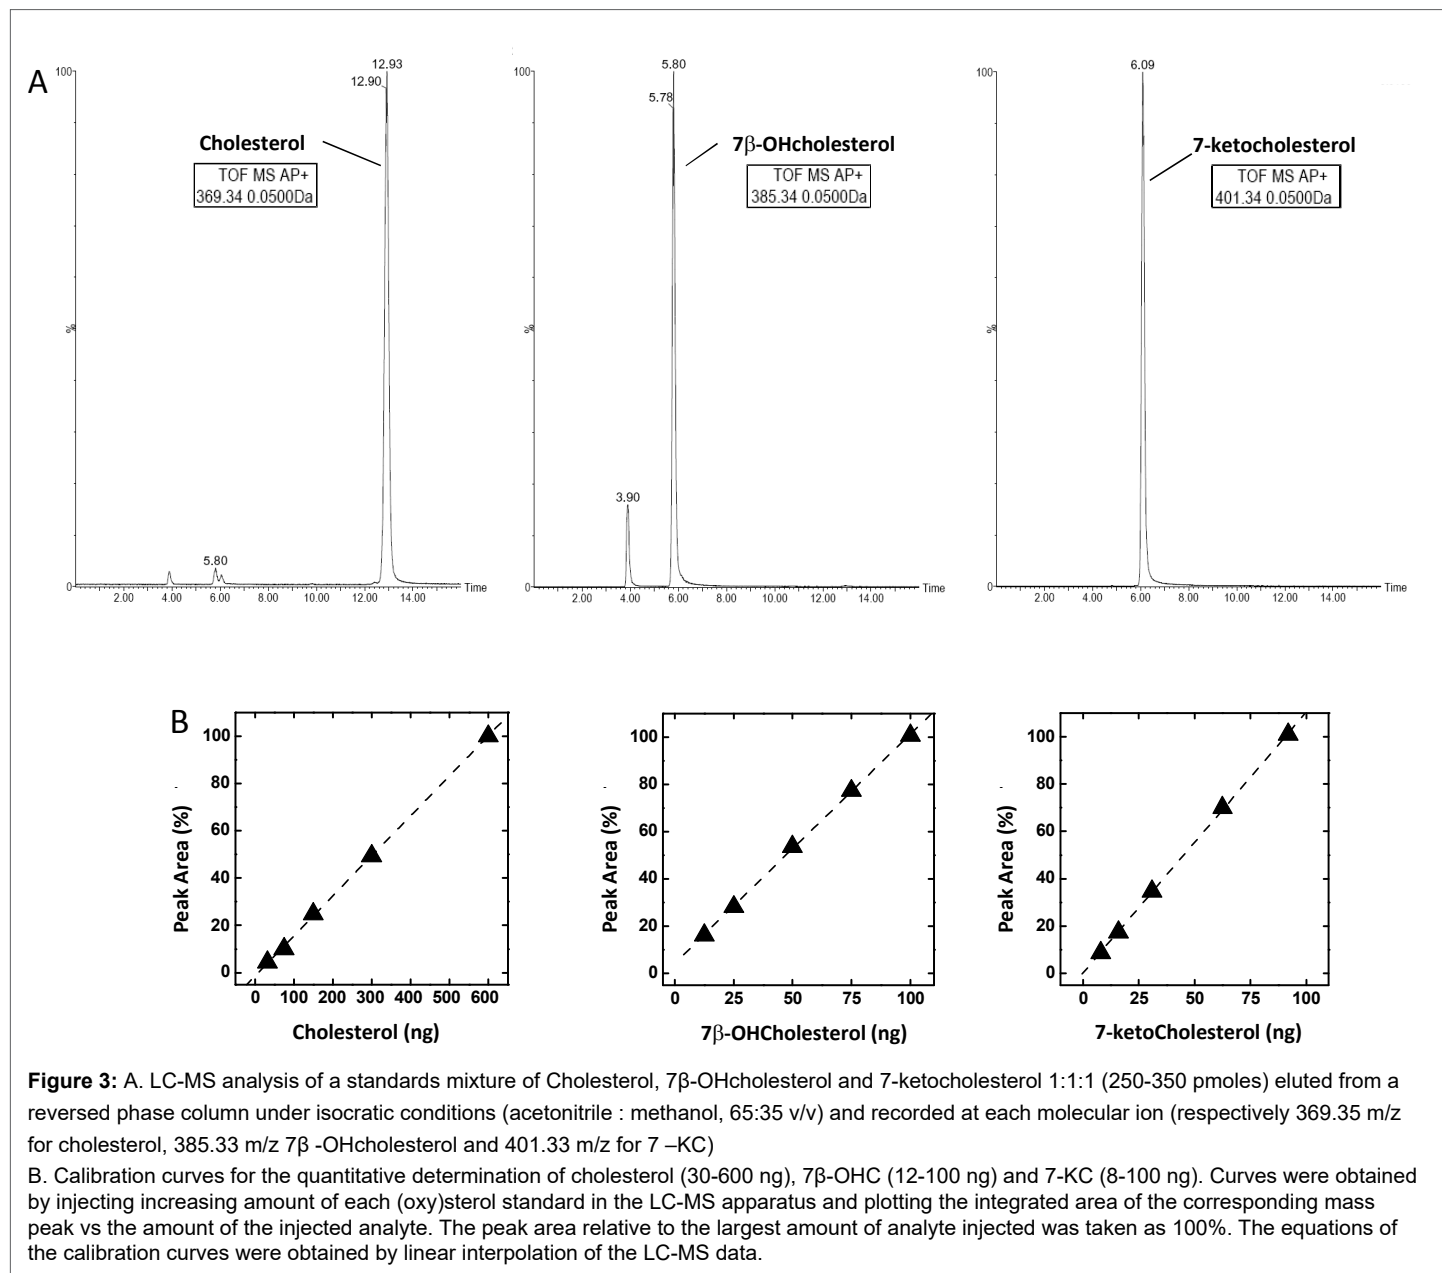 A
100
12.93
12.90
Cholesterol
TOF MS AP+
369.34 0.0500Da
%
5.80
0
Time
2.00 4.00 6.00 8.00 10.00 12.00 14.00
100
5.80
5.78
7β-OHcholesterol
TOF MS AP+
385.34 0.0500Da
%
3.90
0
Time
2.00 4.00 6.00 8.00 10.00 12.00 14.00
100
6.09
7-ketocholesterol
TOF MS AP+
401.34 0.0500Da
%
0
Time
2.00 4.00 6.00 8.00 10.00 12.00 14.00
B
Peak Area (%)
100
80
60
40
20
0
0 100 200 300 400 500 600
Cholesterol (ng)
Peak Area (%)
100
80
60
40
20
0
0 25 50 75 100
7β-OHCholesterol (ng)
Peak Area (%)
100
80
60
40
20
0
0 25 50 75 100
7-ketoCholesterol (ng)
Figure 3: A. LC-MS analysis of a standards mixture of Cholesterol, 7β-OHcholesterol and 7-ketocholesterol 1:1:1 (250-350 pmoles) eluted from a
reversed phase column under isocratic conditions (acetonitrile : methanol, 65:35 v/v) and recorded at each molecular ion (respectively 369.35 m/z
for cholesterol, 385.33 m/z 7β -OHcholesterol and 401.33 m/z for 7 –KC)
B. Calibration curves for the quantitative determination of cholesterol (30-600 ng), 7β-OHC (12-100 ng) and 7-KC (8-100 ng). Curves were obtained
by injecting increasing amount of each (oxy)sterol standard in the LC-MS apparatus and plotting the integrated area of the corresponding mass
peak vs the amount of the injected analyte. The peak area relative to the largest amount of analyte injected was taken as 100%. The equations of
the calibration curves were obtained by linear interpolation of the LC-MS data.